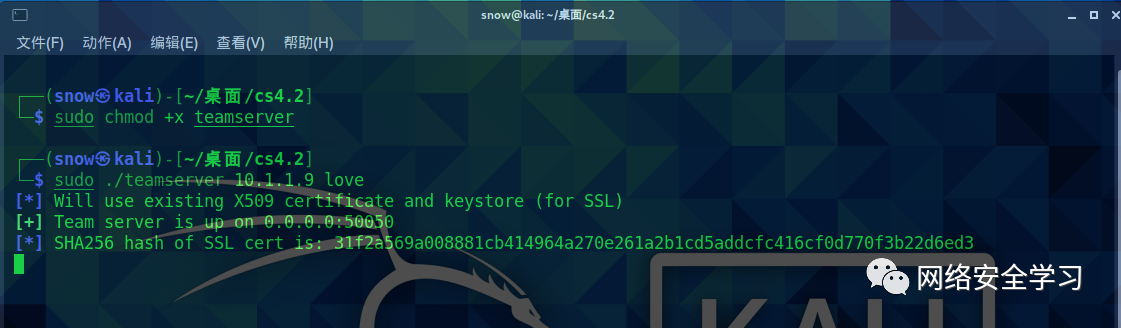 snow@kali: ~/桌面/cs4.2
文件(F) 动作(A) 编辑(E) 查看(V) 帮助(H)
┌──(snow㉿kali)-[~/桌面/cs4.2]
└─$ sudo chmod +x teamserver
┌──(snow㉿kali)-[~/桌面/cs4.2]
└─$ sudo ./teamserver 10.1.1.9 love
[*] Will use existing X509 certificate and keystore (for SSL)
[+] Team server is up on 0.0.0.0:50050
[*] SHA256 hash of SSL cert is: 31f2a569a008881cb414964a270e261a2b1cd5addcfc416cf0d770f3b22d6ed3
网络安全学习
KALI